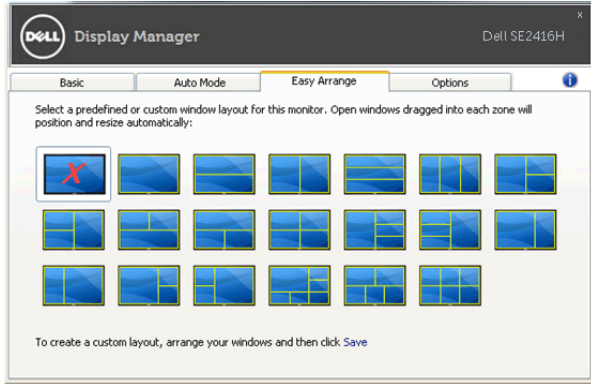 x
DELL Display Manager Dell SE2416H
Basic Auto Mode Easy Arrange Options i
Select a predefined or custom window layout for this monitor. Open windows dragged into each zone will
position and resize automatically:
X
To create a custom layout, arrange your windows and then click Save